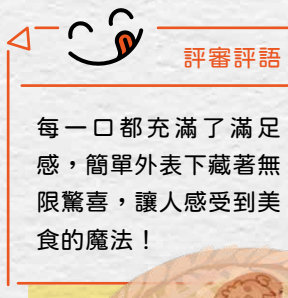 評審評語
每一口都充滿了滿足
感，簡單外表下藏著無
限驚喜，讓人感受到美
食的魔法！